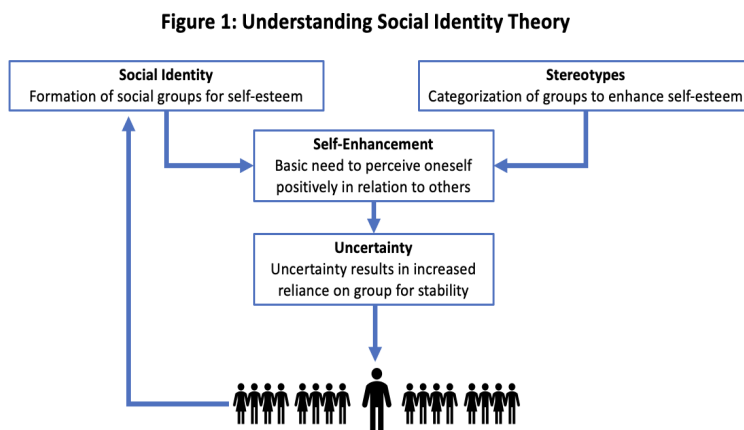 Figure 1: Understanding Social Identity Theory
Social Identity
Formation of social groups for self-esteem
Stereotypes
Categorization of groups to enhance self-esteem
Self-Enhancement
Basic need to perceive oneself
positively in relation to others
Uncertainty
Uncertainty results in increased
reliance on group for stability